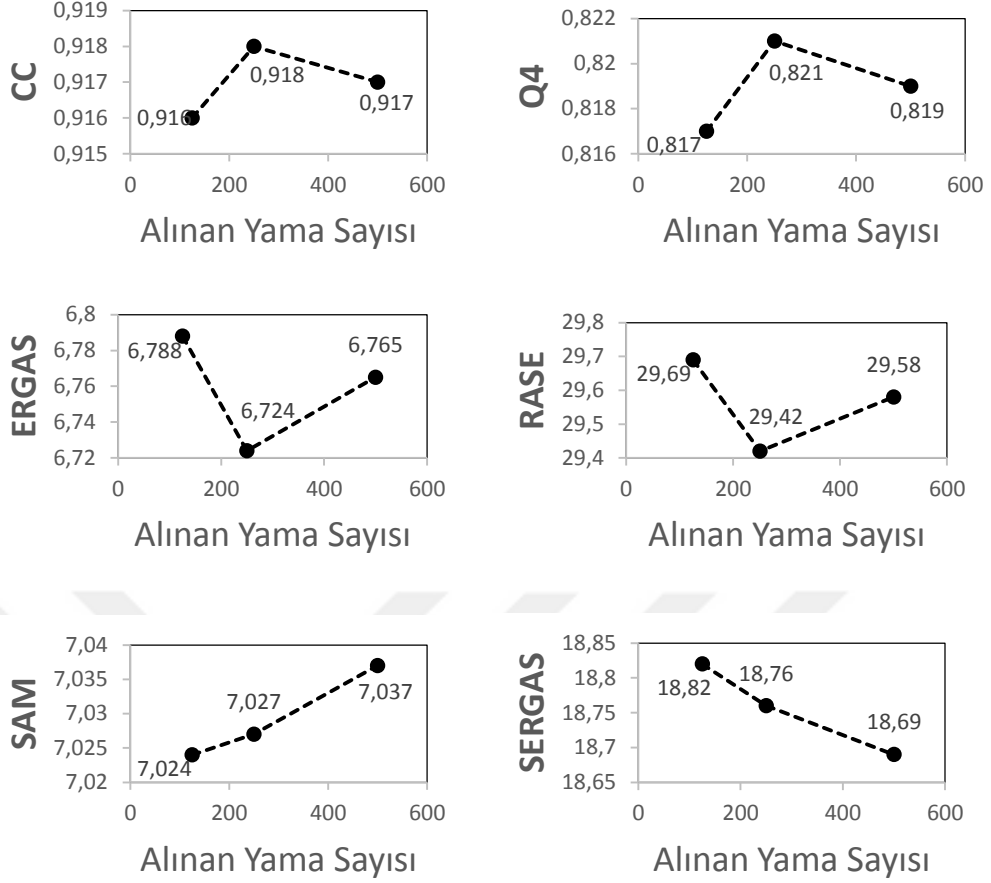 0,919
0,918
0,917
0,916
0,915
CC
0,916
0,918
0,917
0 200 400 600
Alınan Yama Sayısı
0,822
0,82
0,818
0,816
Q4
0,817
0,821
0,819
0 200 400 600
Alınan Yama Sayısı
6,8
6,78
6,76
6,74
6,72
ERGAS
6,788
6,724
6,765
0 200 400 600
Alınan Yama Sayısı
29,8
29,7
29,6
29,5
29,4
RASE
29,69
29,42
29,58
0 200 400 600
Alınan Yama Sayısı
7,04
7,035
7,03
7,025
7,02
SAM
7,024
7,027
7,037
0 200 400 600
Alınan Yama Sayısı
18,85
18,8
18,75
18,7
18,65
SERGAS
18,82
18,76
18,69
0 200 400 600
Alınan Yama Sayısı